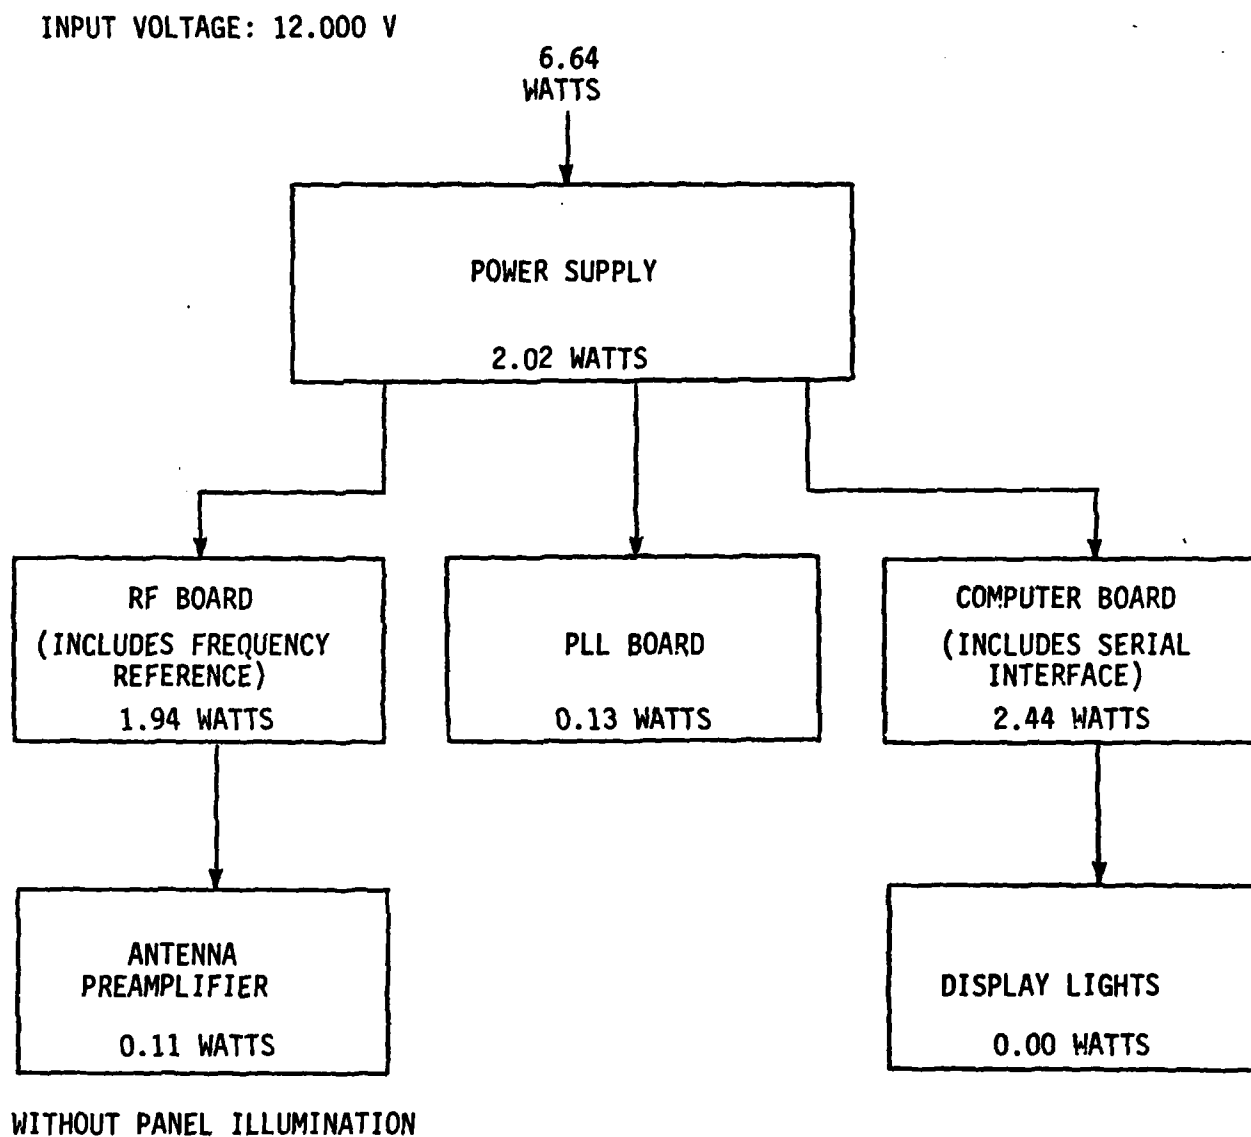 INPUT VOLTAGE: 12.000 V
6.64
WATTS
POWER SUPPLY
2.02 WATTS
RF BOARD
(INCLUDES FREQUENCY
REFERENCE)
1.94 WATTS
PLL BOARD
0.13 WATTS
COMPUTER BOARD
(INCLUDES SERIAL
INTERFACE)
2.44 WATTS
ANTENNA
PREAMPLIFIER
0.11 WATTS
DISPLAY LIGHTS
0.00 WATTS
WITHOUT PANEL ILLUMINATION